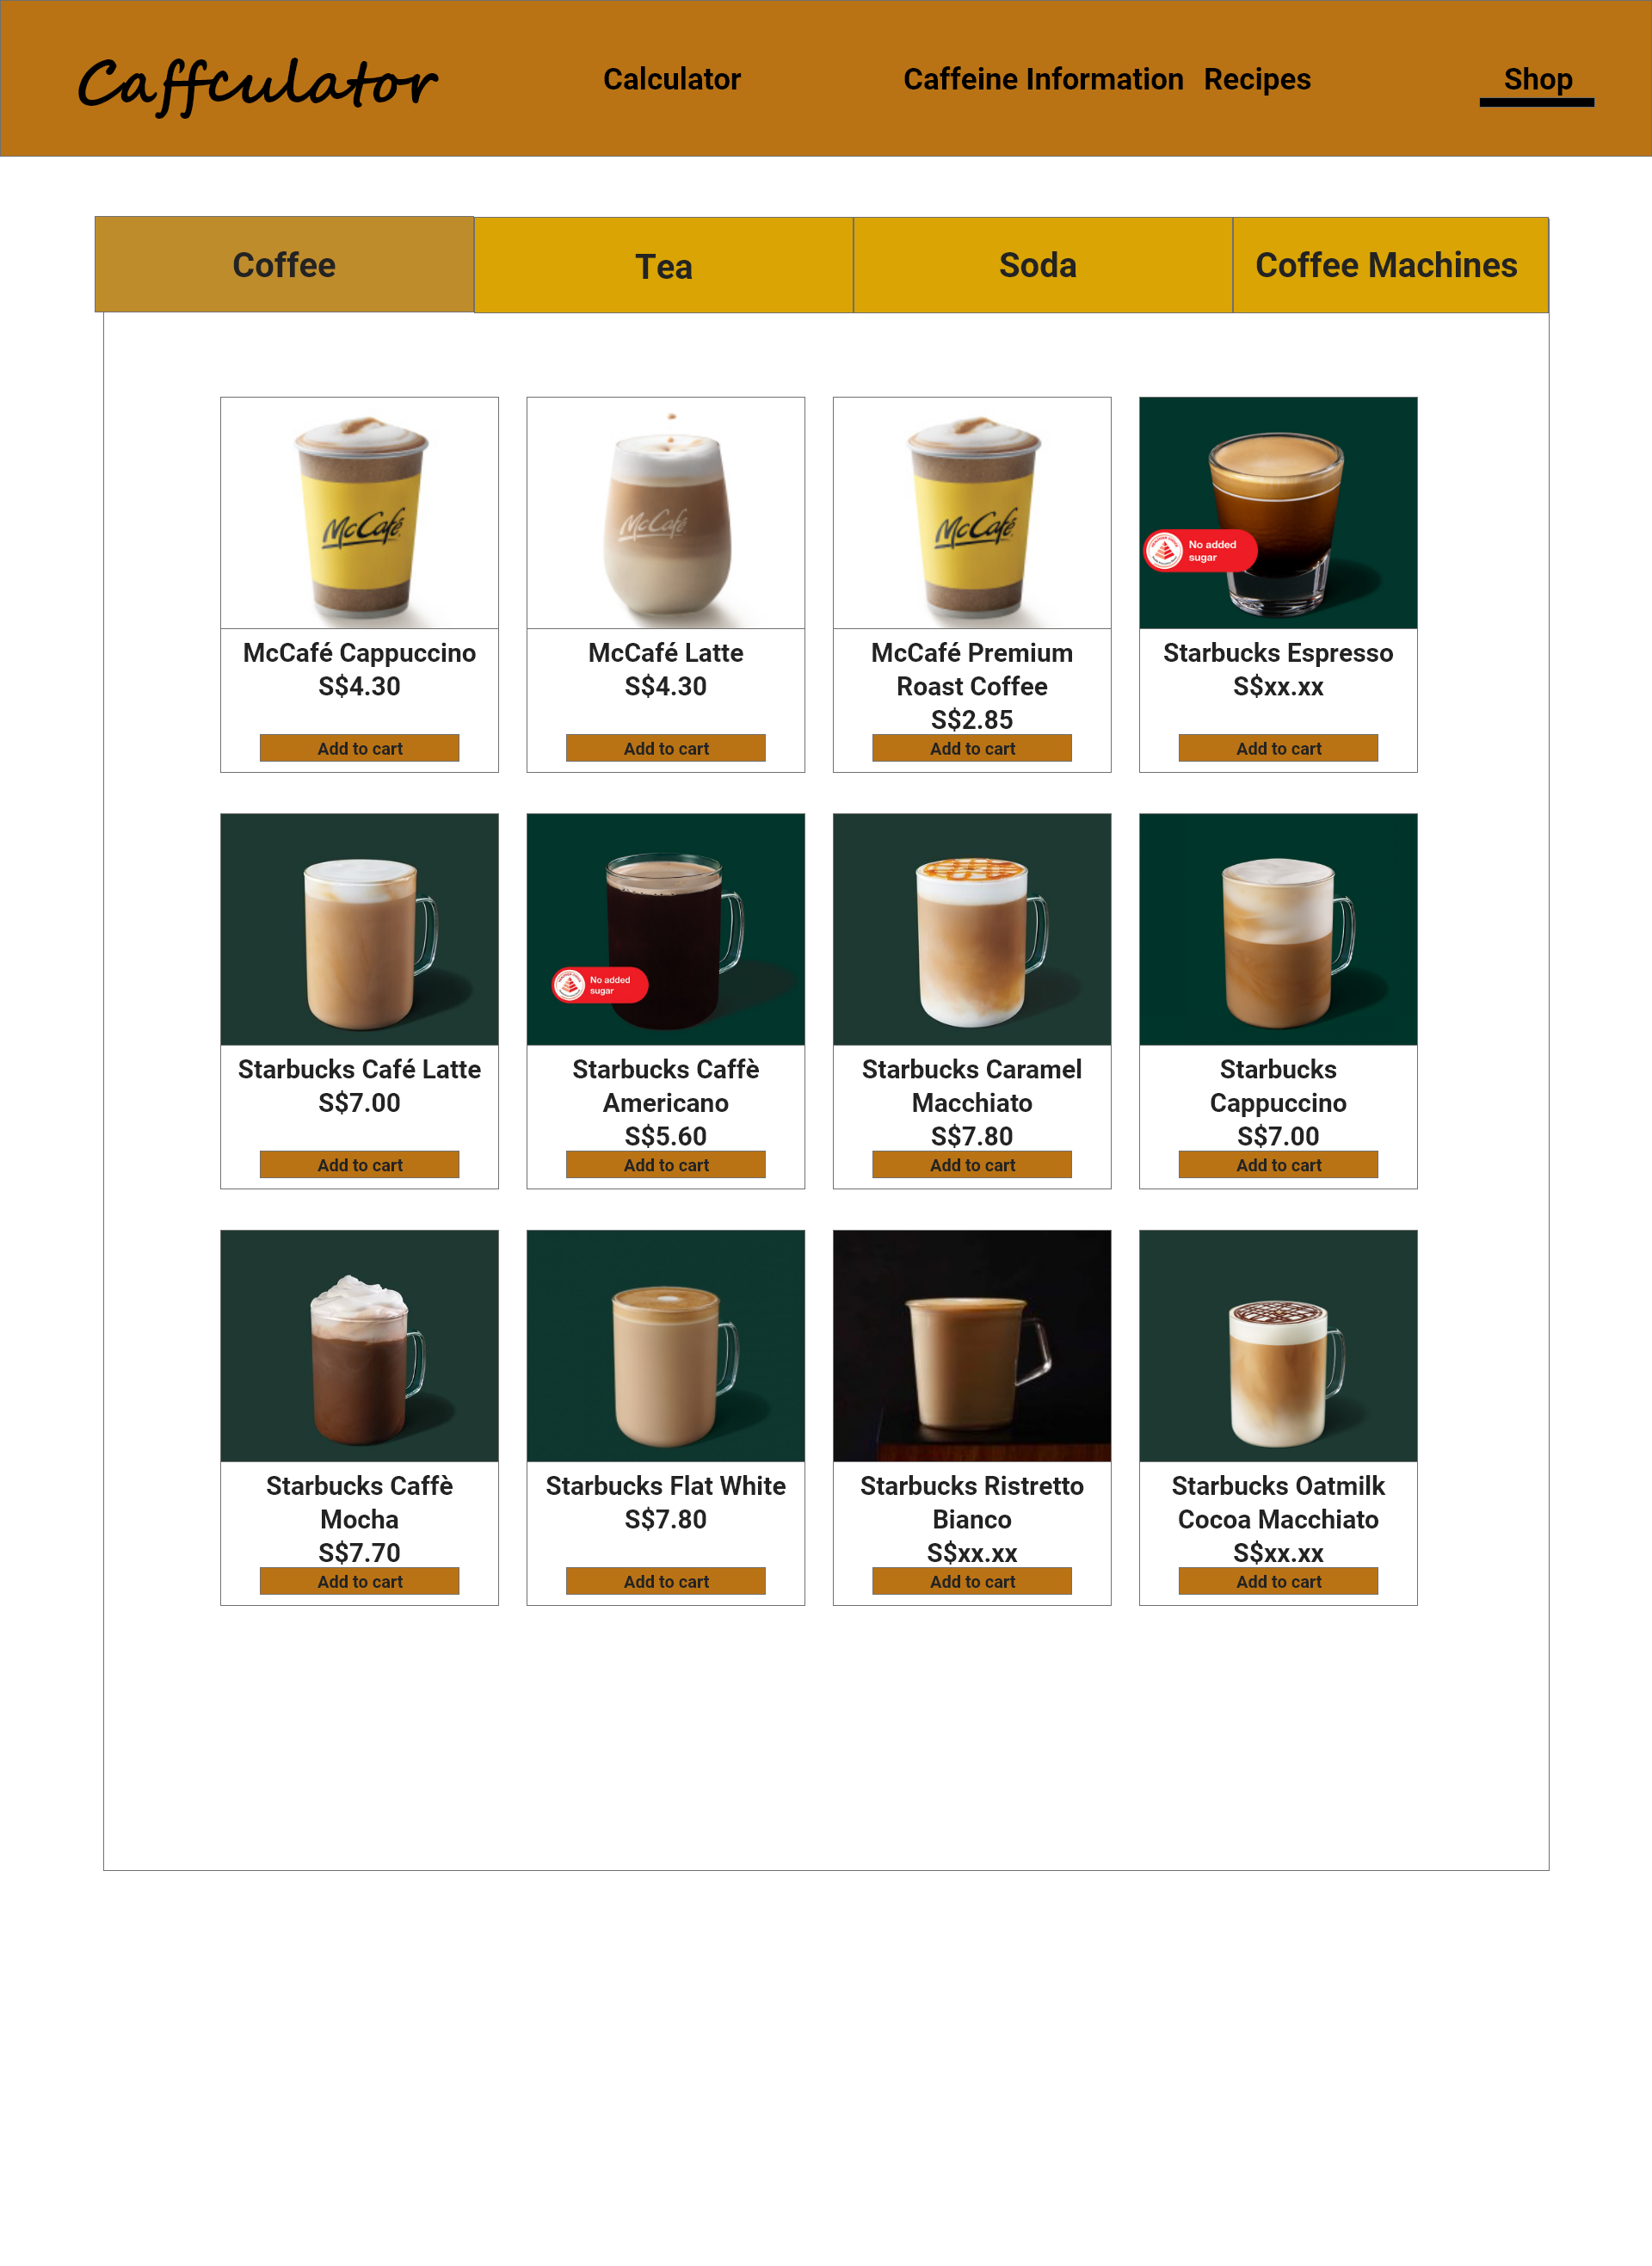 Caffculator
Calculator
Caffeine Information
Recipes
Shop
Coffee
Tea
Soda
Coffee Machines
McCafé
McCafé
McCafé
No added
sugar
McCafé Cappuccino
S$4.30
Add to cart
McCafé Latte
S$4.30
Add to cart
McCafé Premium
Roast Coffee
S$2.85
Add to cart
Starbucks Espresso
S$xx.xx
Add to cart
No added
sugar
Starbucks Café Latte
S$7.00
Add to cart
Starbucks Caffè
Americano
S$5.60
Add to cart
Starbucks Caramel
Macchiato
S$7.80
Add to cart
Starbucks
Cappuccino
S$7.00
Add to cart
Starbucks Caffè
Mocha
S$7.70
Add to cart
Starbucks Flat White
S$7.80
Add to cart
Starbucks Ristretto
Bianco
S$xx.xx
Add to cart
Starbucks Oatmilk
Cocoa Macchiato
S$xx.xx
Add to cart